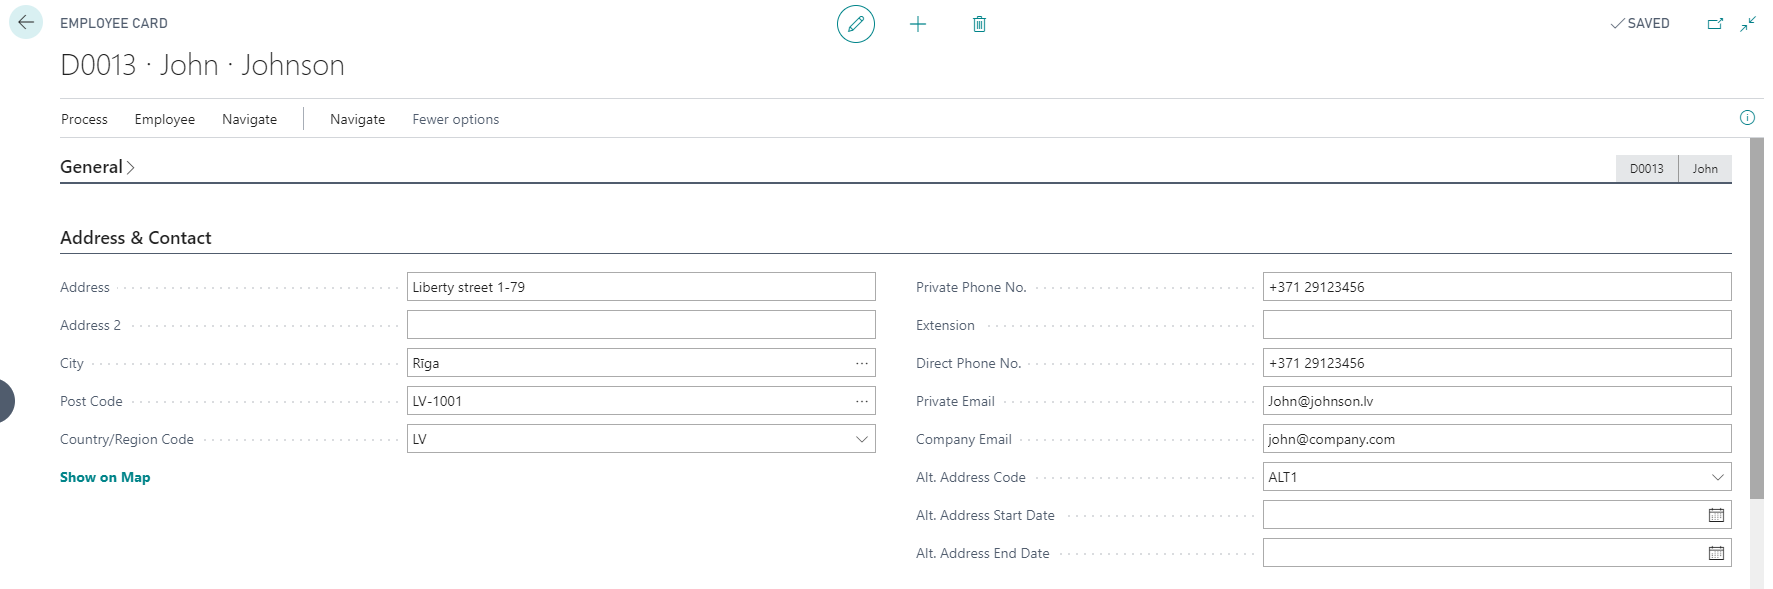 EMPLOYEE CARD
SAVED
D0013 · John · Johnson
Process Employee Navigate Navigate Fewer options
General
D0013 John
Address & Contact
Address Liberty street 1-79
Address 2
City Rīga
Post Code LV-1001
Country/Region Code LV
Show on Map
Private Phone No. +371 29123456
Extension
Direct Phone No. +371 29123456
Private Email John@johnson.lv
Company Email john@company.com
Alt. Address Code ALT1
Alt. Address Start Date
Alt. Address End Date